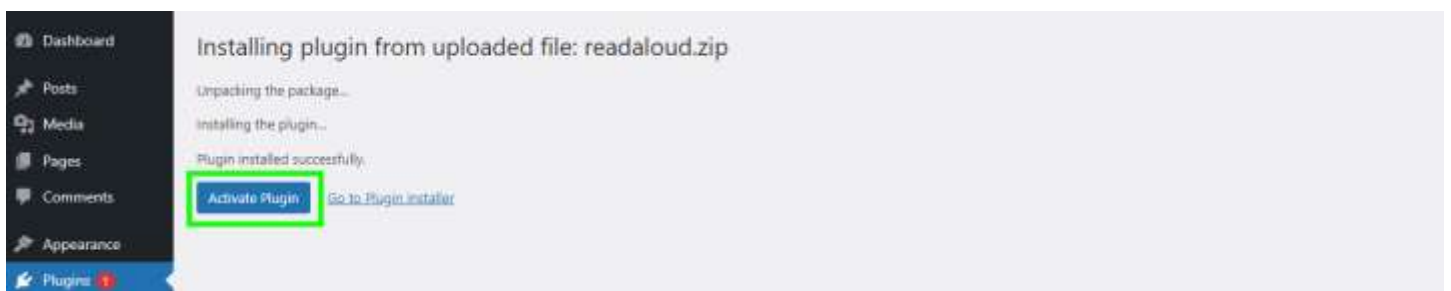 Dashboard
Posts
Media
Pages
Comments
Appearance
Plugins 1
Installing plugin from uploaded file: readaloud.zip
Unpacking the package...
Installing the plugin...
Plugin installed successfully.
Activate Plugin Go to Plugin Installer